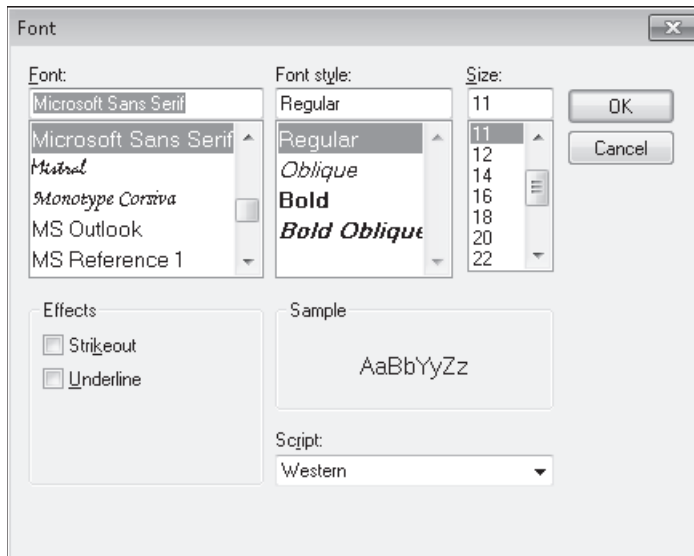 Font
Font: Font style: Size:
Microsoft Sans Serif Regular 11 OK
Microsoft Sans Serif Regular 11 Cancel
Mistral Oblique 12
Monotype Corsiva Bold 14
MS Outlook Bold Oblique 16
MS Reference 1 18
20
22
Effects Sample
Strikeout
Underline
AaBbYyZz
Script:
Western